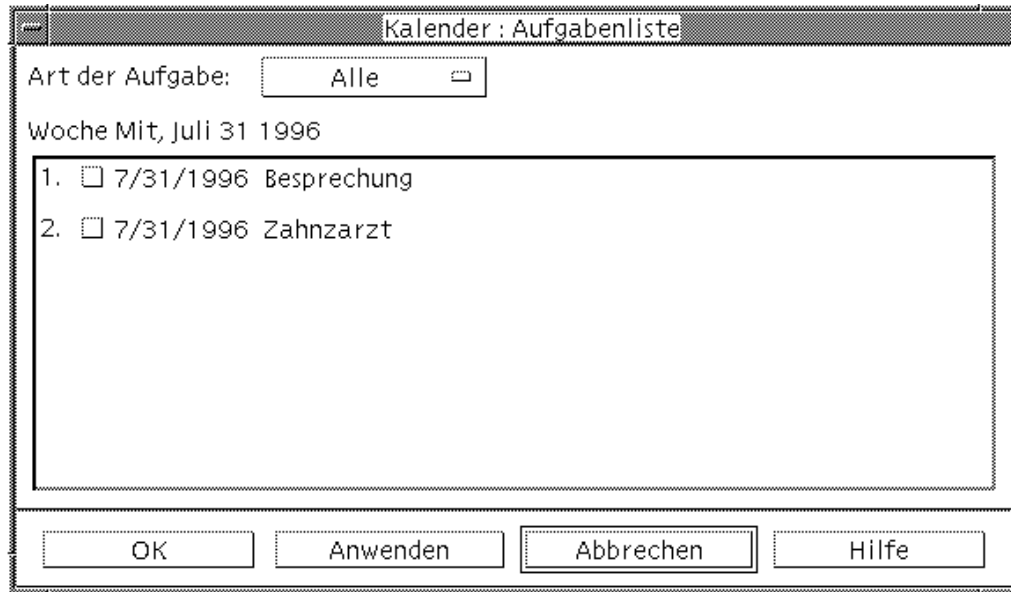 Kalender : Aufgabenliste
Art der Aufgabe: Alle
Woche Mit, Juli 31 1996
1. 7/31/1996 Besprechung
2. 7/31/1996 Zahnzarzt
OK Anwenden Abbrechen Hilfe